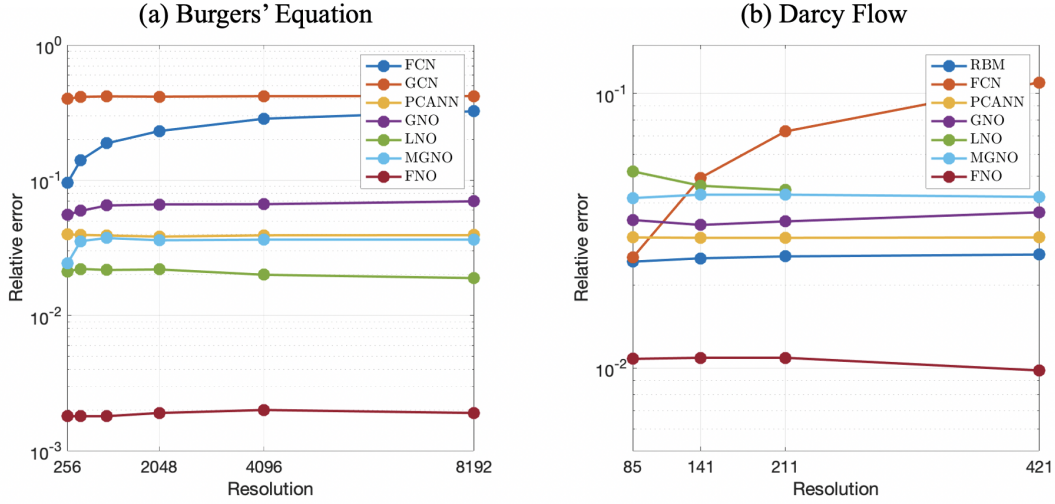 (a) Burgers’ Equation
10⁰
10⁻¹
10⁻²
10⁻³
Relative error
FCN
GCN
PCANN
GNO
LNO
MGNO
FNO
256
2048
4096
8192
Resolution
(b) Darcy Flow
10⁻¹
10⁻²
Relative error
RBM
FCN
PCANN
GNO
LNO
MGNO
FNO
85
141
211
421
Resolution